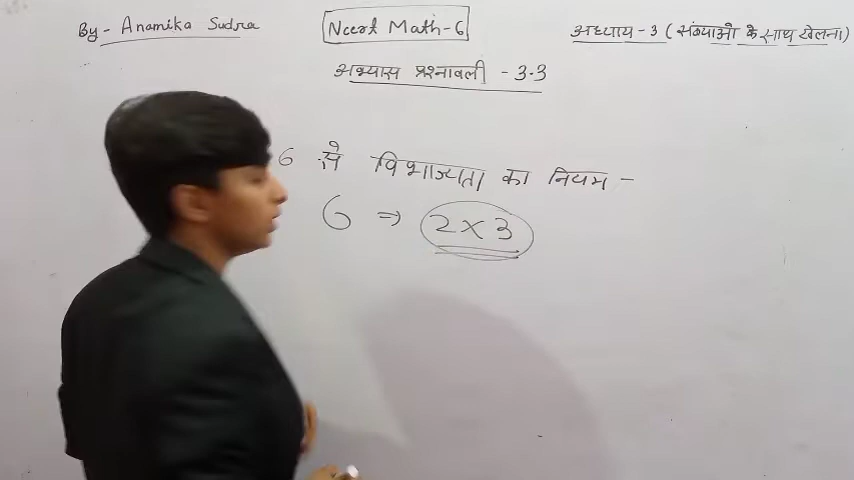 By - Anamika Sudra
Ncert Math-6
अध्याय - 3 (संख्याओ के साथ खेलना)
अभ्यास प्रश्नावली - 3.3
6 से विभाज्यता का नियम -
6 ⇒ 2×3